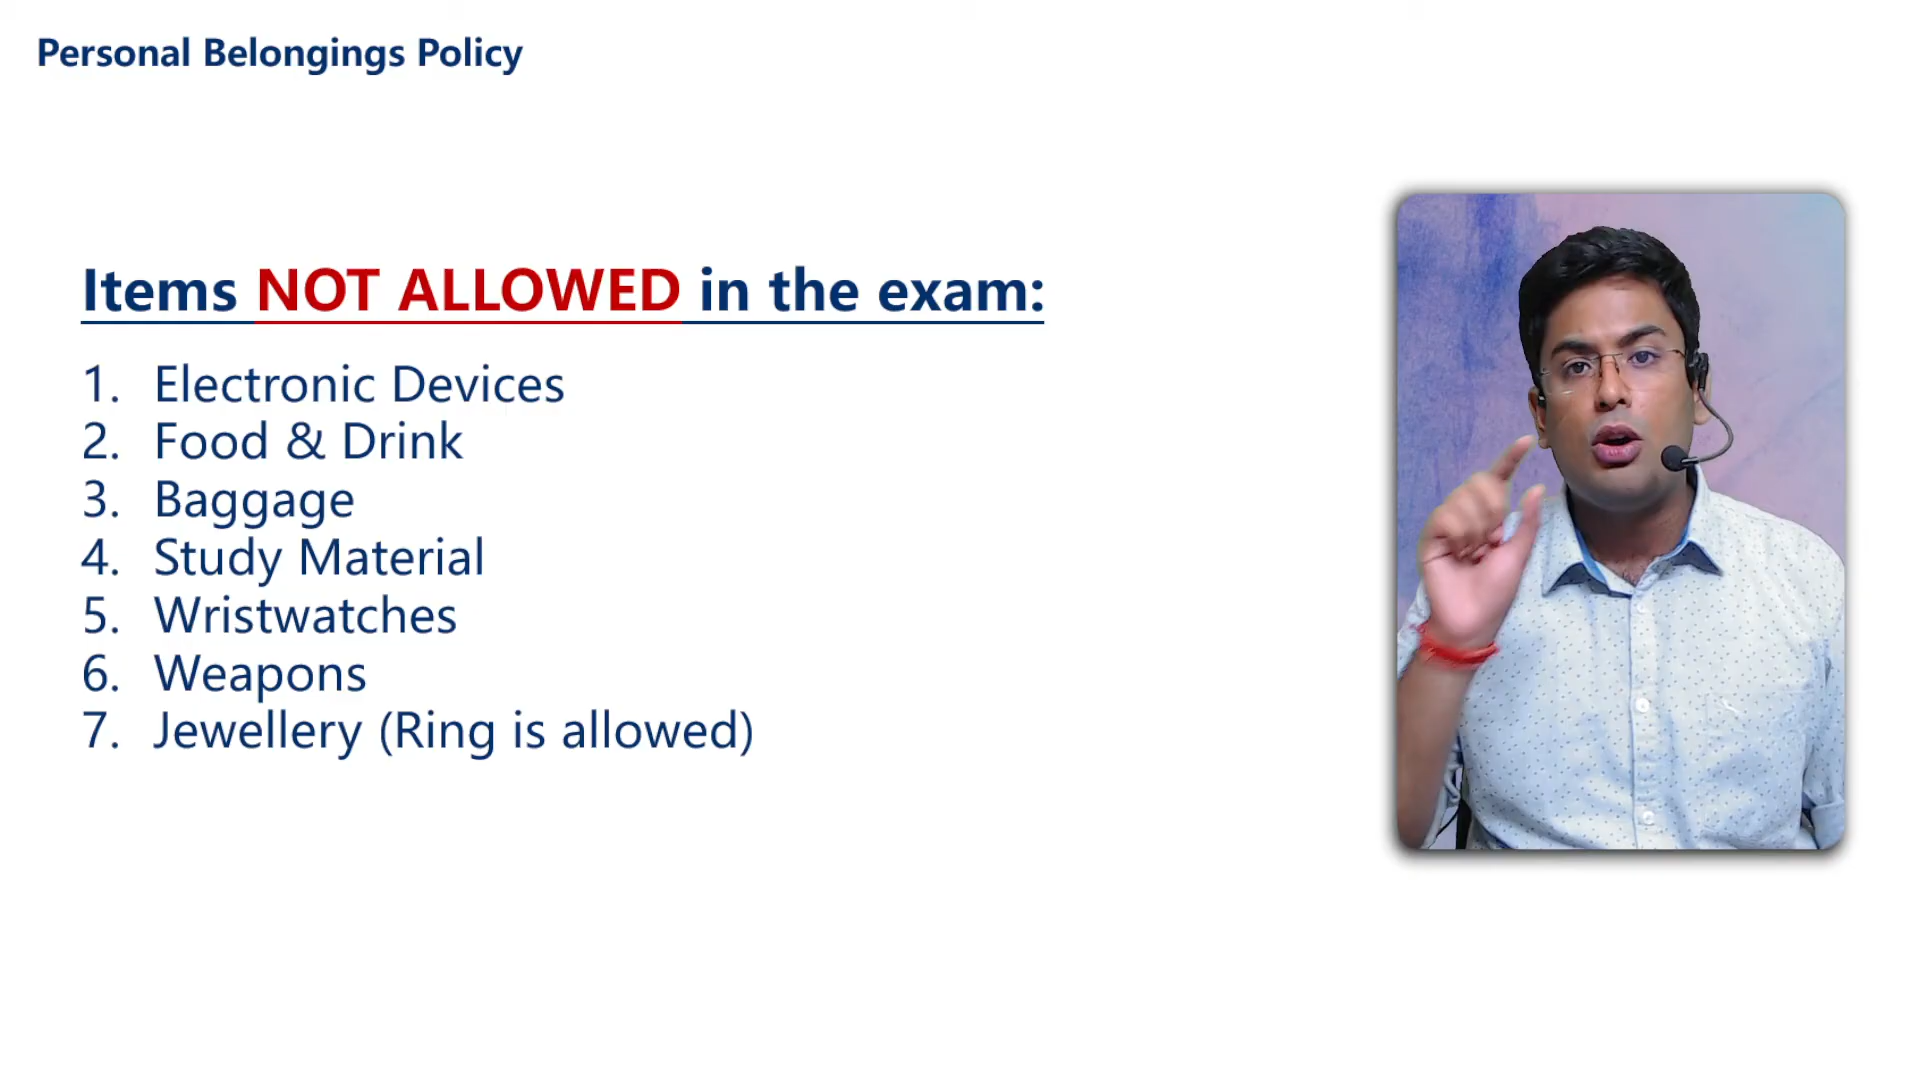 Personal Belongings Policy
Items NOT ALLOWED in the exam:
1. Electronic Devices
2. Food & Drink
3. Baggage
4. Study Material
5. Wristwatches
6. Weapons
7. Jewellery (Ring is allowed)